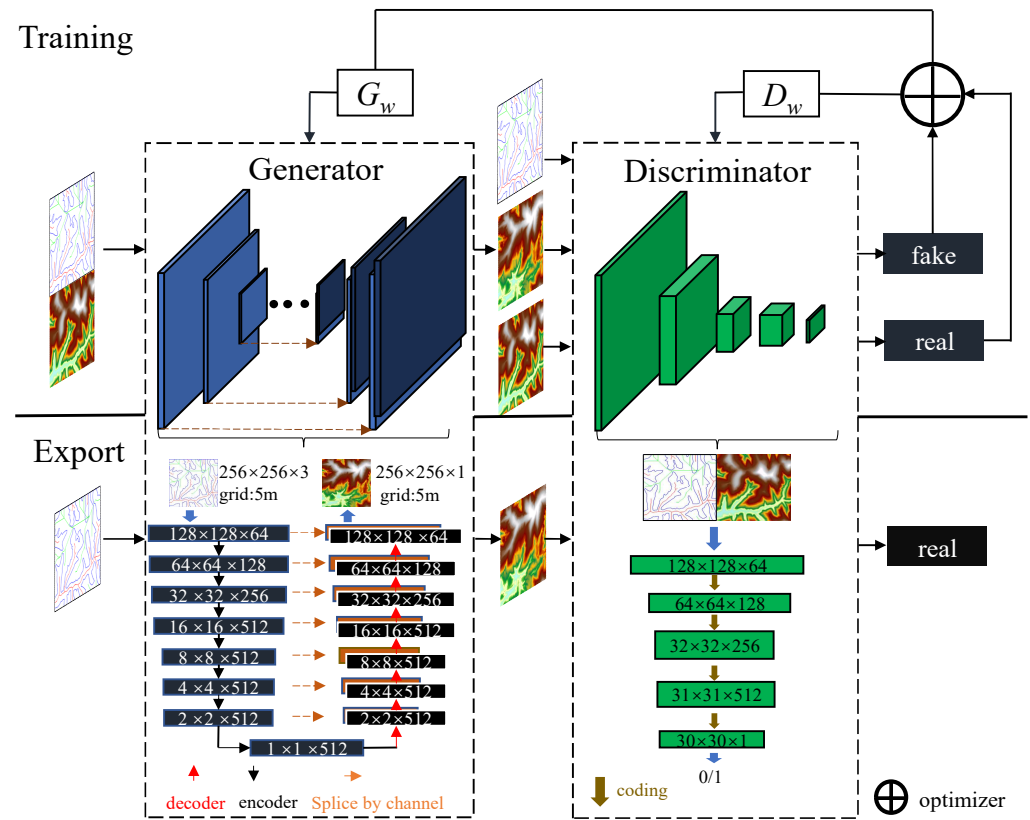 Training
G_w
D_w
Generator
Discriminator
fake
real
Export
256×256×3
grid:5m
256×256×1
grid:5m
128×128×64
128×128 ×64
64×64 ×128
64×64×128
32 ×32 ×256
32×32×256
16 ×16 ×512
16×16×512
8 ×8 ×512
8×8×512
4 ×4 ×512
4×4×512
2 ×2 ×512
2×2×512
1 ×1 ×512
decoder
encoder
Splice by channel
128×128×64
64×64×128
32×32×256
31×31×512
30×30×1
0/1
coding
real
optimizer